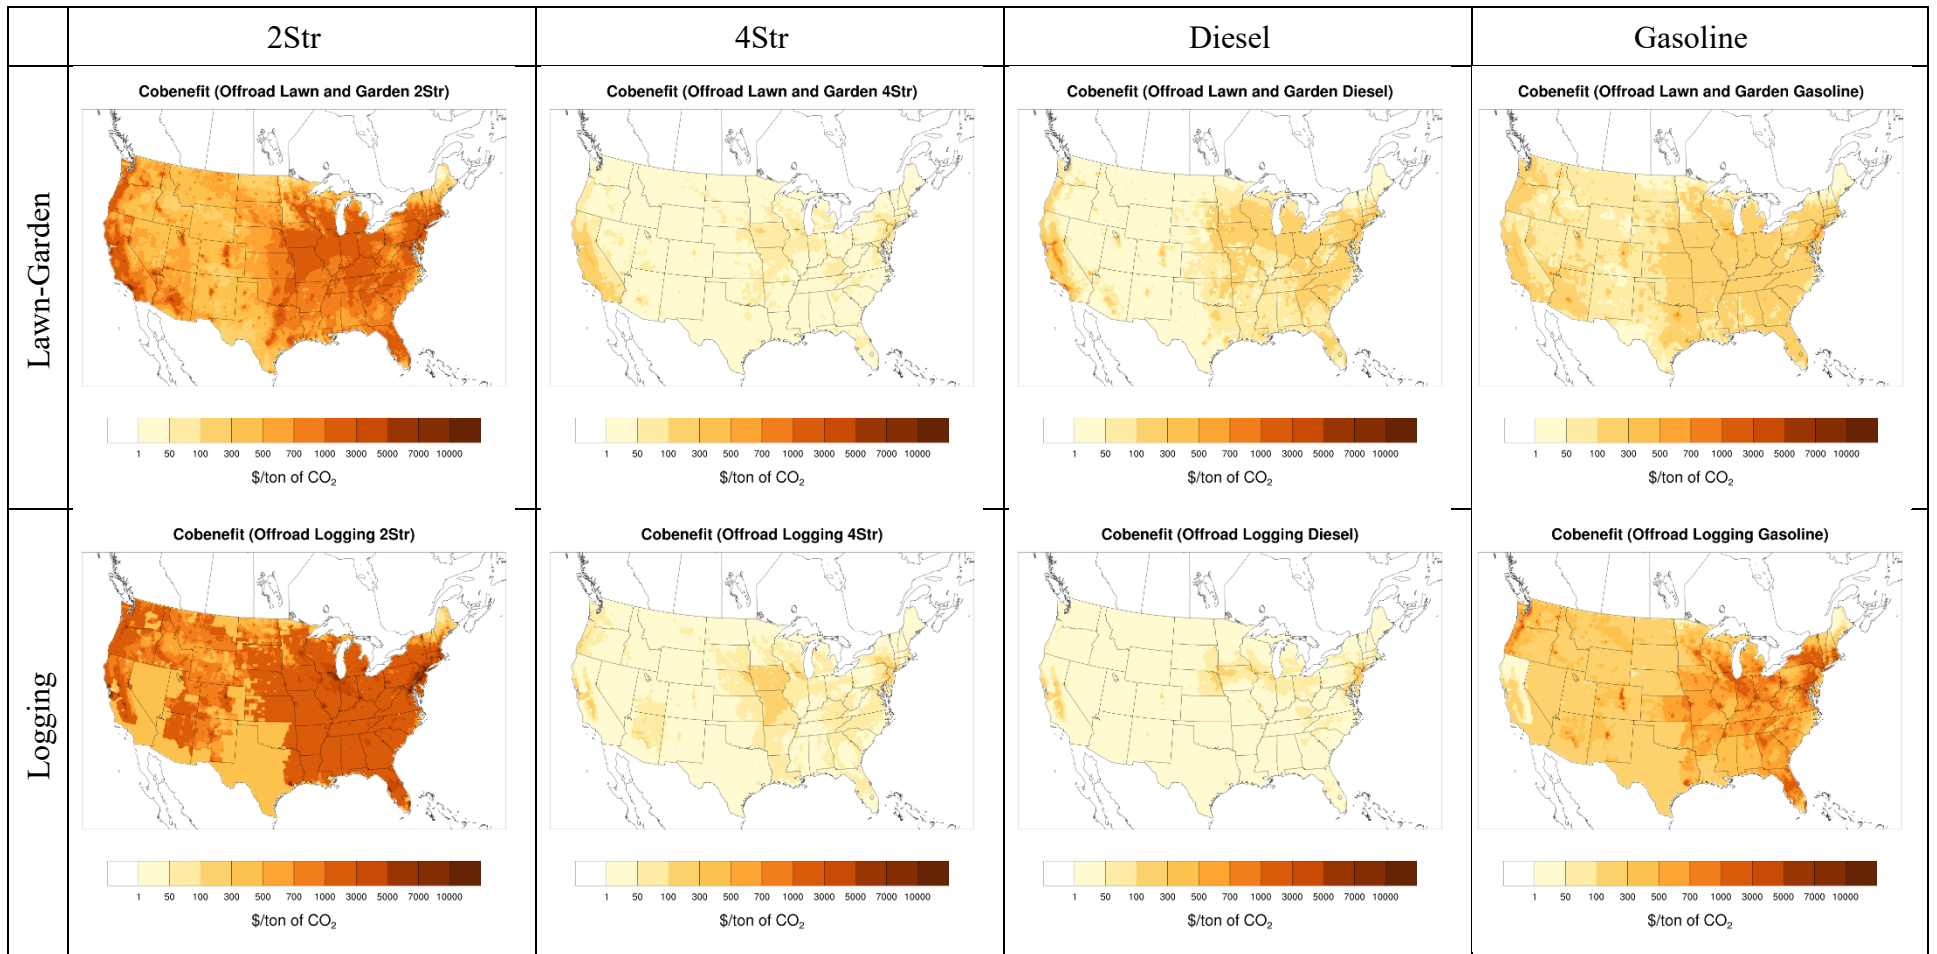 2Str 4Str Diesel Gasoline
Lawn-Garden
Cobenefit (Offroad Lawn and Garden 2Str)
1 50 100 300 500 700 1000 3000 5000 7000 10000
$/ton of CO₂
Cobenefit (Offroad Lawn and Garden 4Str)
1 50 100 300 500 700 1000 3000 5000 7000 10000
$/ton of CO₂
Cobenefit (Offroad Lawn and Garden Diesel)
1 50 100 300 500 700 1000 3000 5000 7000 10000
$/ton of CO₂
Cobenefit (Offroad Lawn and Garden Gasoline)
1 50 100 300 500 700 1000 3000 5000 7000 10000
$/ton of CO₂
Logging
Cobenefit (Offroad Logging 2Str)
1 50 100 300 500 700 1000 3000 5000 7000 10000
$/ton of CO₂
Cobenefit (Offroad Logging 4Str)
1 50 100 300 500 700 1000 3000 5000 7000 10000
$/ton of CO₂
Cobenefit (Offroad Logging Diesel)
1 50 100 300 500 700 1000 3000 5000 7000 10000
$/ton of CO₂
Cobenefit (Offroad Logging Gasoline)
1 50 100 300 500 700 1000 3000 5000 7000 10000
$/ton of CO₂